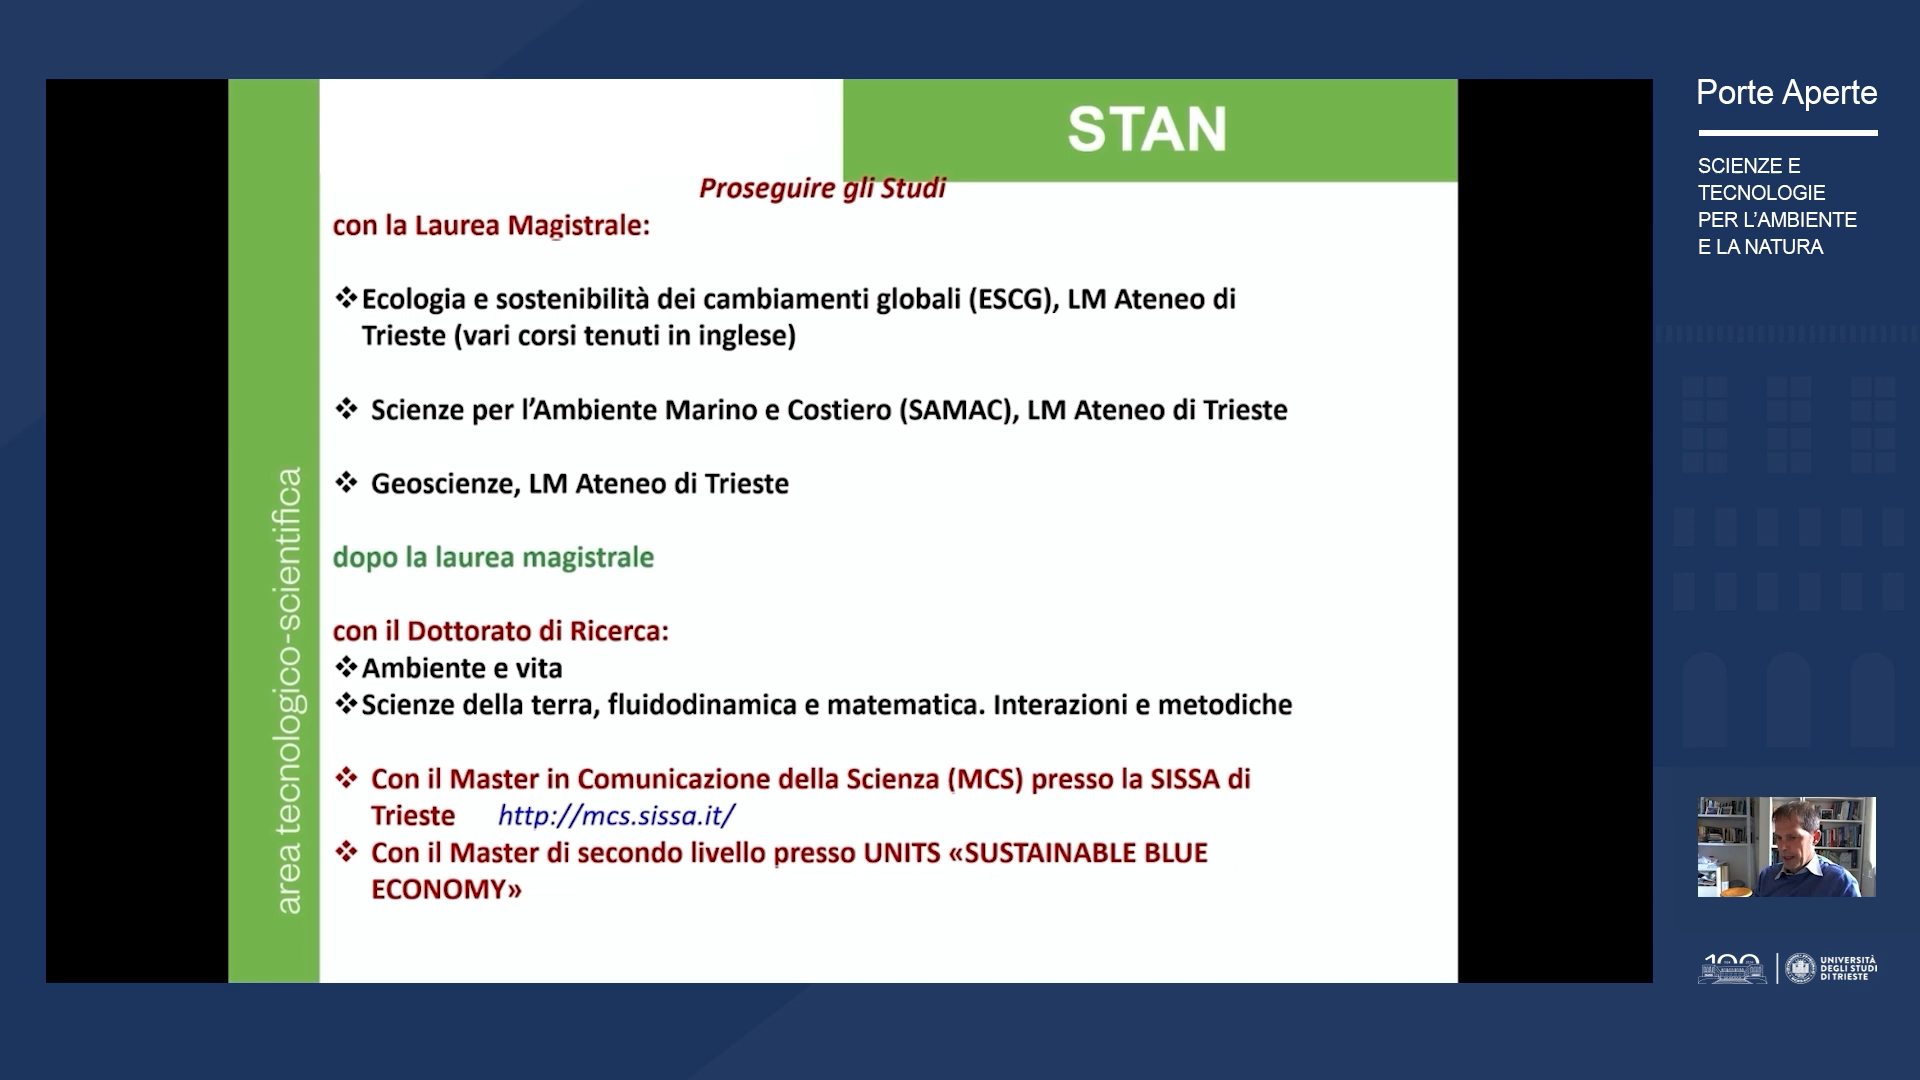 STAN
Proseguire gli Studi
con la Laurea Magistrale:
❖Ecologia e sostenibilità dei cambiamenti globali (ESCG), LM Ateneo di
Trieste (vari corsi tenuti in inglese)
❖ Scienze per l’Ambiente Marino e Costiero (SAMAC), LM Ateneo di Trieste
❖ Geoscienze, LM Ateneo di Trieste
dopo la laurea magistrale
con il Dottorato di Ricerca:
❖Ambiente e vita
❖Scienze della terra, fluidodinamica e matematica. Interazioni e metodiche
❖ Con il Master in Comunicazione della Scienza (MCS) presso la SISSA di
Trieste http://mcs.sissa.it/
❖ Con il Master di secondo livello presso UNITS «SUSTAINABLE BLUE
ECONOMY»
area tecnologico-scientifica
Porte Aperte
SCIENZE E
TECNOLOGIE
PER L’AMBIENTE
E LA NATURA
100
UNIVERSITÀ
DEGLI STUDI
DI TRIESTE